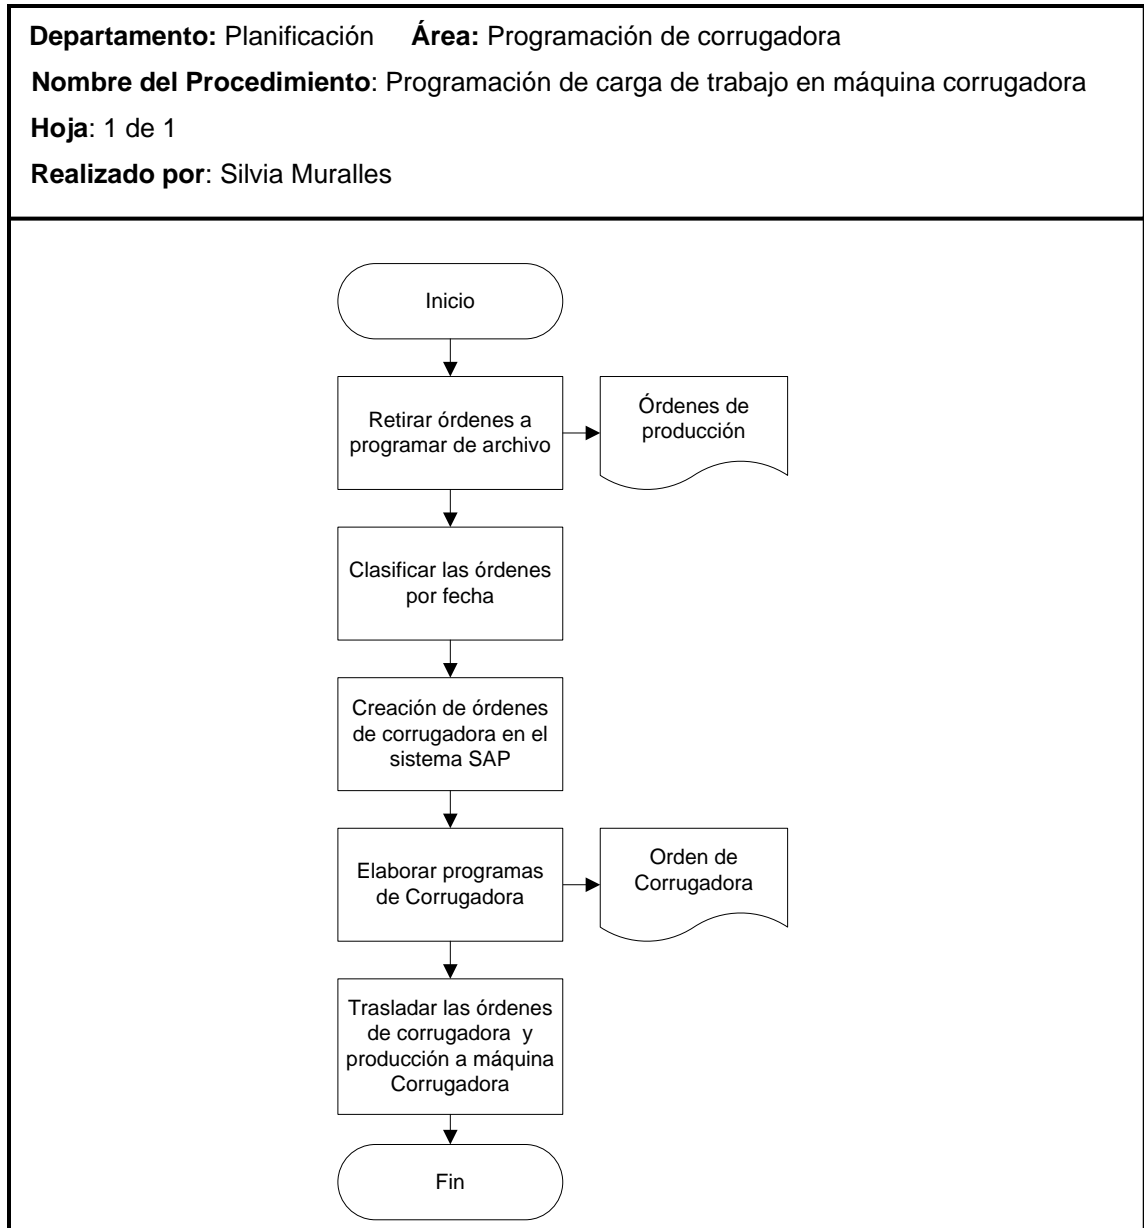 Departamento: Planificación Área: Programación de corrugadora
Nombre del Procedimiento: Programación de carga de trabajo en máquina corrugadora
Hoja: 1 de 1
Realizado por: Silvia Muralles
Inicio
Retirar órdenes a
programar de archivo
Órdenes de
producción
Clasificar las órdenes
por fecha
Creación de órdenes
de corrugadora en el
sistema SAP
Elaborar programas
de Corrugadora
Orden de
Corrugadora
Trasladar las órdenes
de corrugadora y
producción a máquina
Corrugadora
Fin